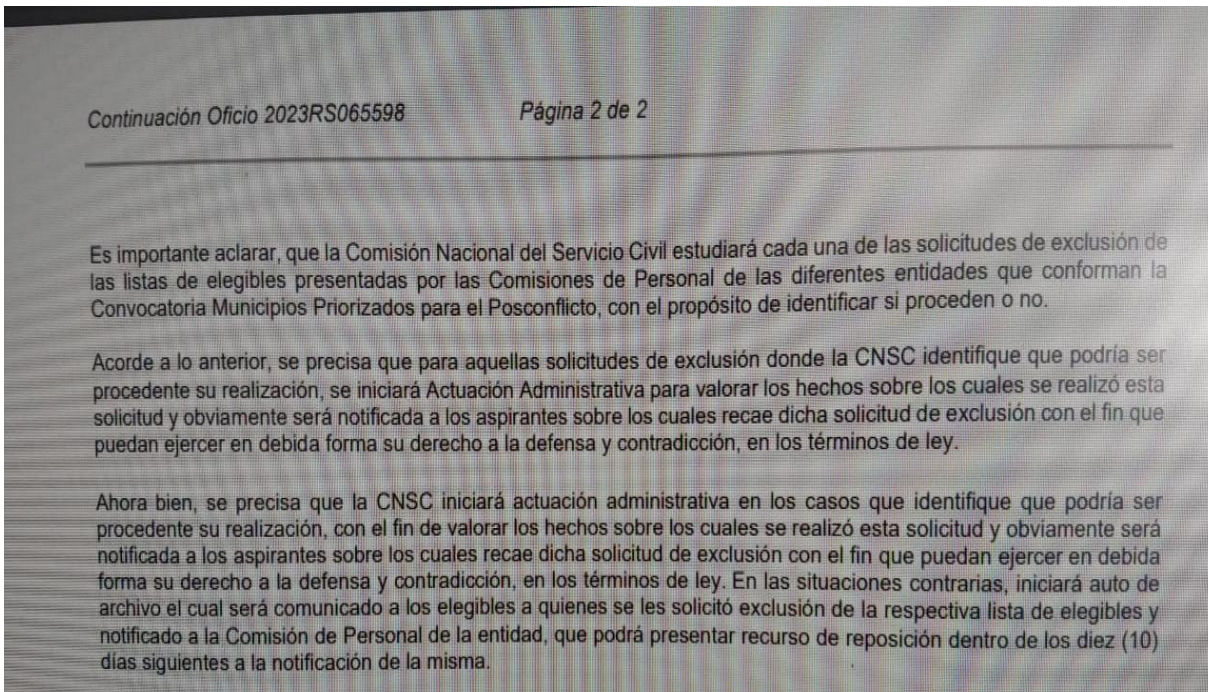 Continuación Oficio 2023RS065598 Página 2 de 2
Es importante aclarar, que la Comisión Nacional del Servicio Civil estudiará cada una de las solicitudes de exclusión de
las listas de elegibles presentadas por las Comisiones de Personal de las diferentes entidades que conforman la
Convocatoria Municipios Priorizados para el Posconflicto, con el propósito de identificar si proceden o no.
Acorde a lo anterior, se precisa que para aquellas solicitudes de exclusión donde la CNSC identifique que podría ser
procedente su realización, se iniciará Actuación Administrativa para valorar los hechos sobre los cuales se realizó esta
solicitud y obviamente será notificada a los aspirantes sobre los cuales recae dicha solicitud de exclusión con el fin que
puedan ejercer en debida forma su derecho a la defensa y contradicción, en los términos de ley.
Ahora bien, se precisa que la CNSC iniciará actuación administrativa en los casos que identifique que podría ser
procedente su realización, con el fin de valorar los hechos sobre los cuales se realizó esta solicitud y obviamente será
notificada a los aspirantes sobre los cuales recae dicha solicitud de exclusión con el fin que puedan ejercer en debida
forma su derecho a la defensa y contradicción, en los términos de ley. En las situaciones contrarias, iniciará auto de
archivo el cual será comunicado a los elegibles a quienes se les solicitó exclusión de la respectiva lista de elegibles y
notificado a la Comisión de Personal de la entidad, que podrá presentar recurso de reposición dentro de los diez (10)
días siguientes a la notificación de la misma.